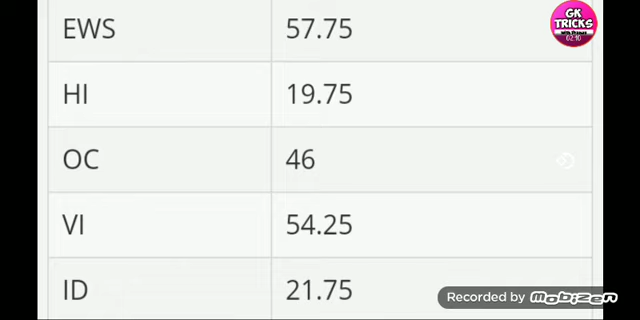 EWS 57.75
GK
TRICKS
HI 19.75
OC 46
VI 54.25
ID 21.75
Recorded by MOBIZEN